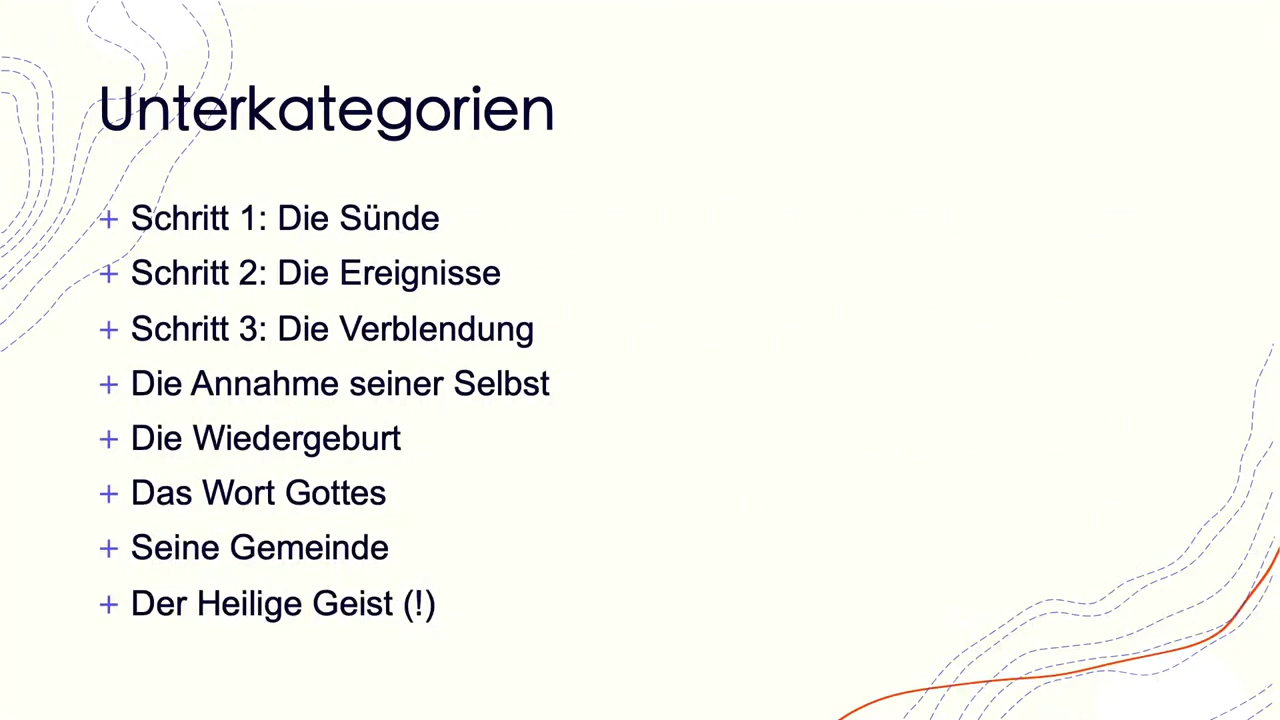 Unterkategorien
+ Schritt 1: Die Sünde
+ Schritt 2: Die Ereignisse
+ Schritt 3: Die Verblendung
+ Die Annahme seiner Selbst
+ Die Wiedergeburt
+ Das Wort Gottes
+ Seine Gemeinde
+ Der Heilige Geist (!)